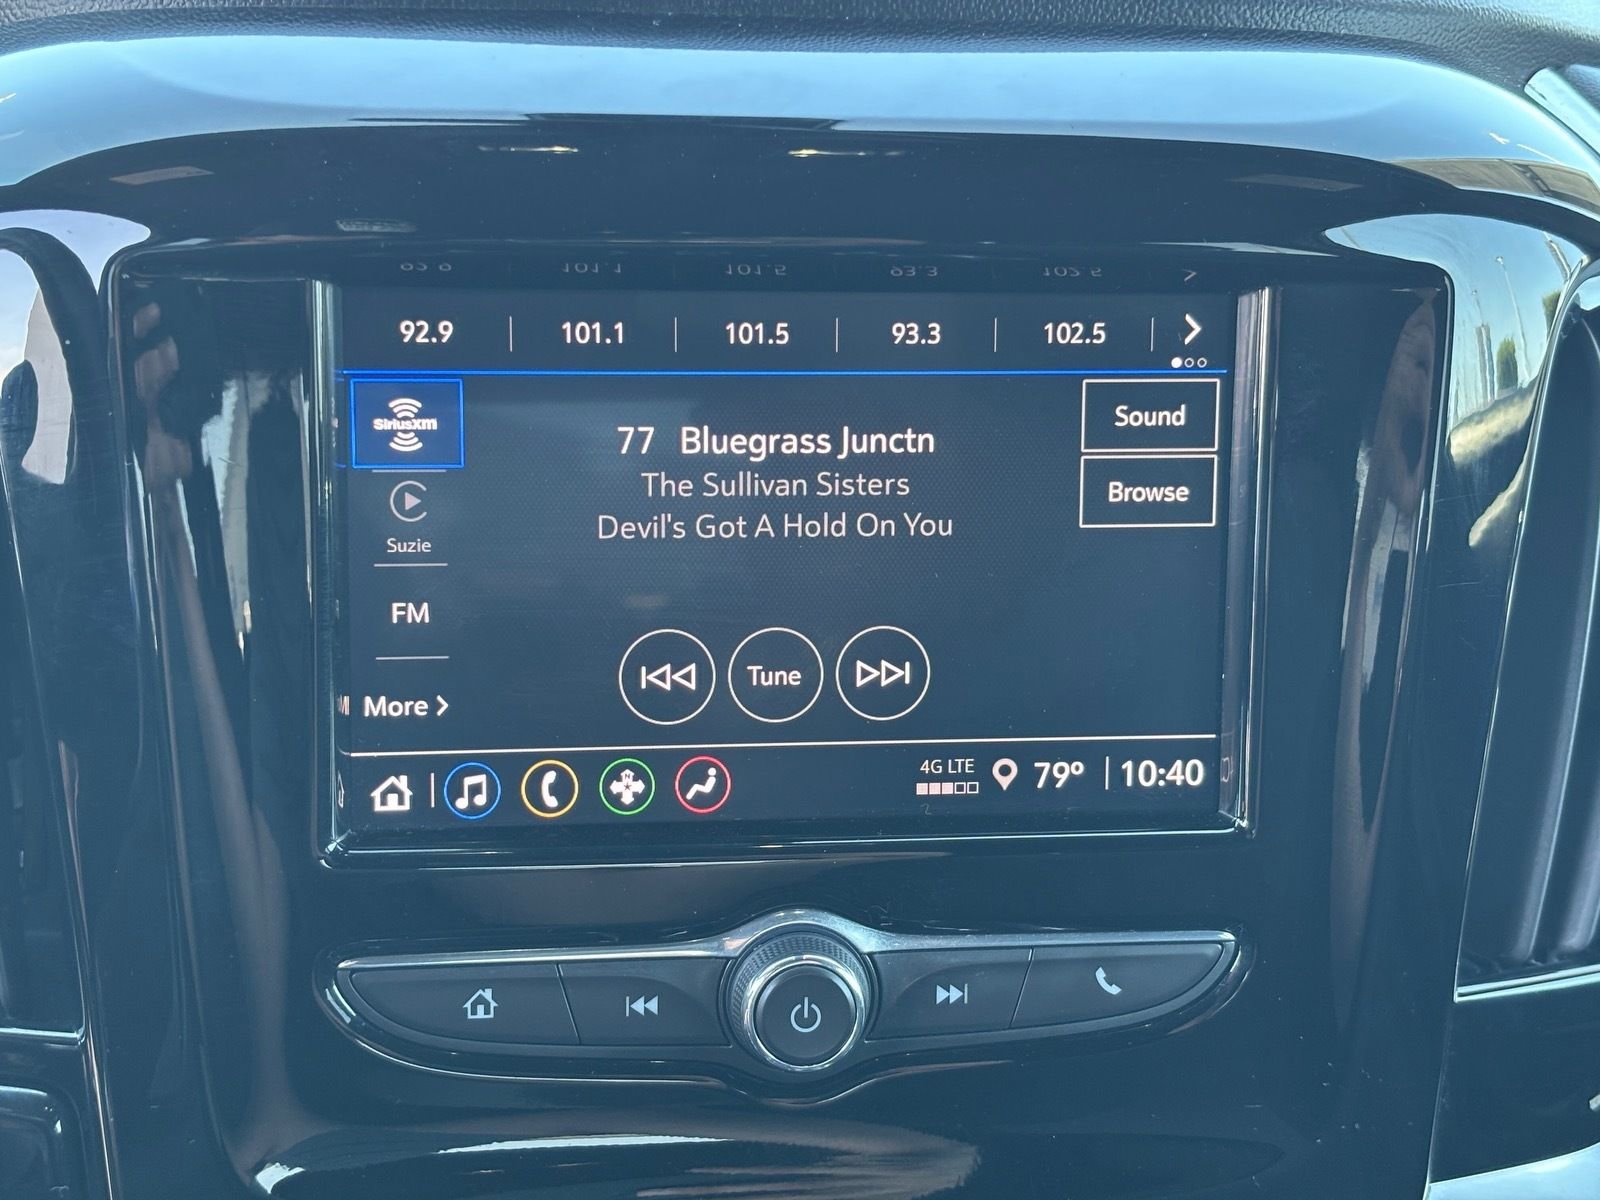 92.9 101.1 101.5 93.3 102.5
SiriusXM
77 Bluegrass Junctn
The Sullivan Sisters
Devil's Got A Hold On You
Sound
Browse
Suzie
FM
More
Tune
N
4G LTE
79°
10:40